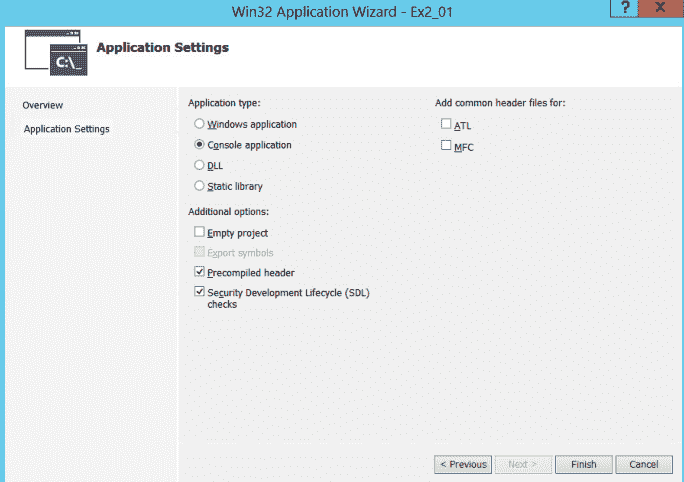 Win32 Application Wizard - Ex2_01
? X
C:\_
Application Settings
Overview
Application Settings
Application type:
Windows application
Console application
DLL
Static library
Additional options:
Empty project
Export symbols
Precompiled header
Security Development Lifecycle (SDL)
checks
Add common header files for:
ATL
MFC
< Previous
Next >
Finish
Cancel